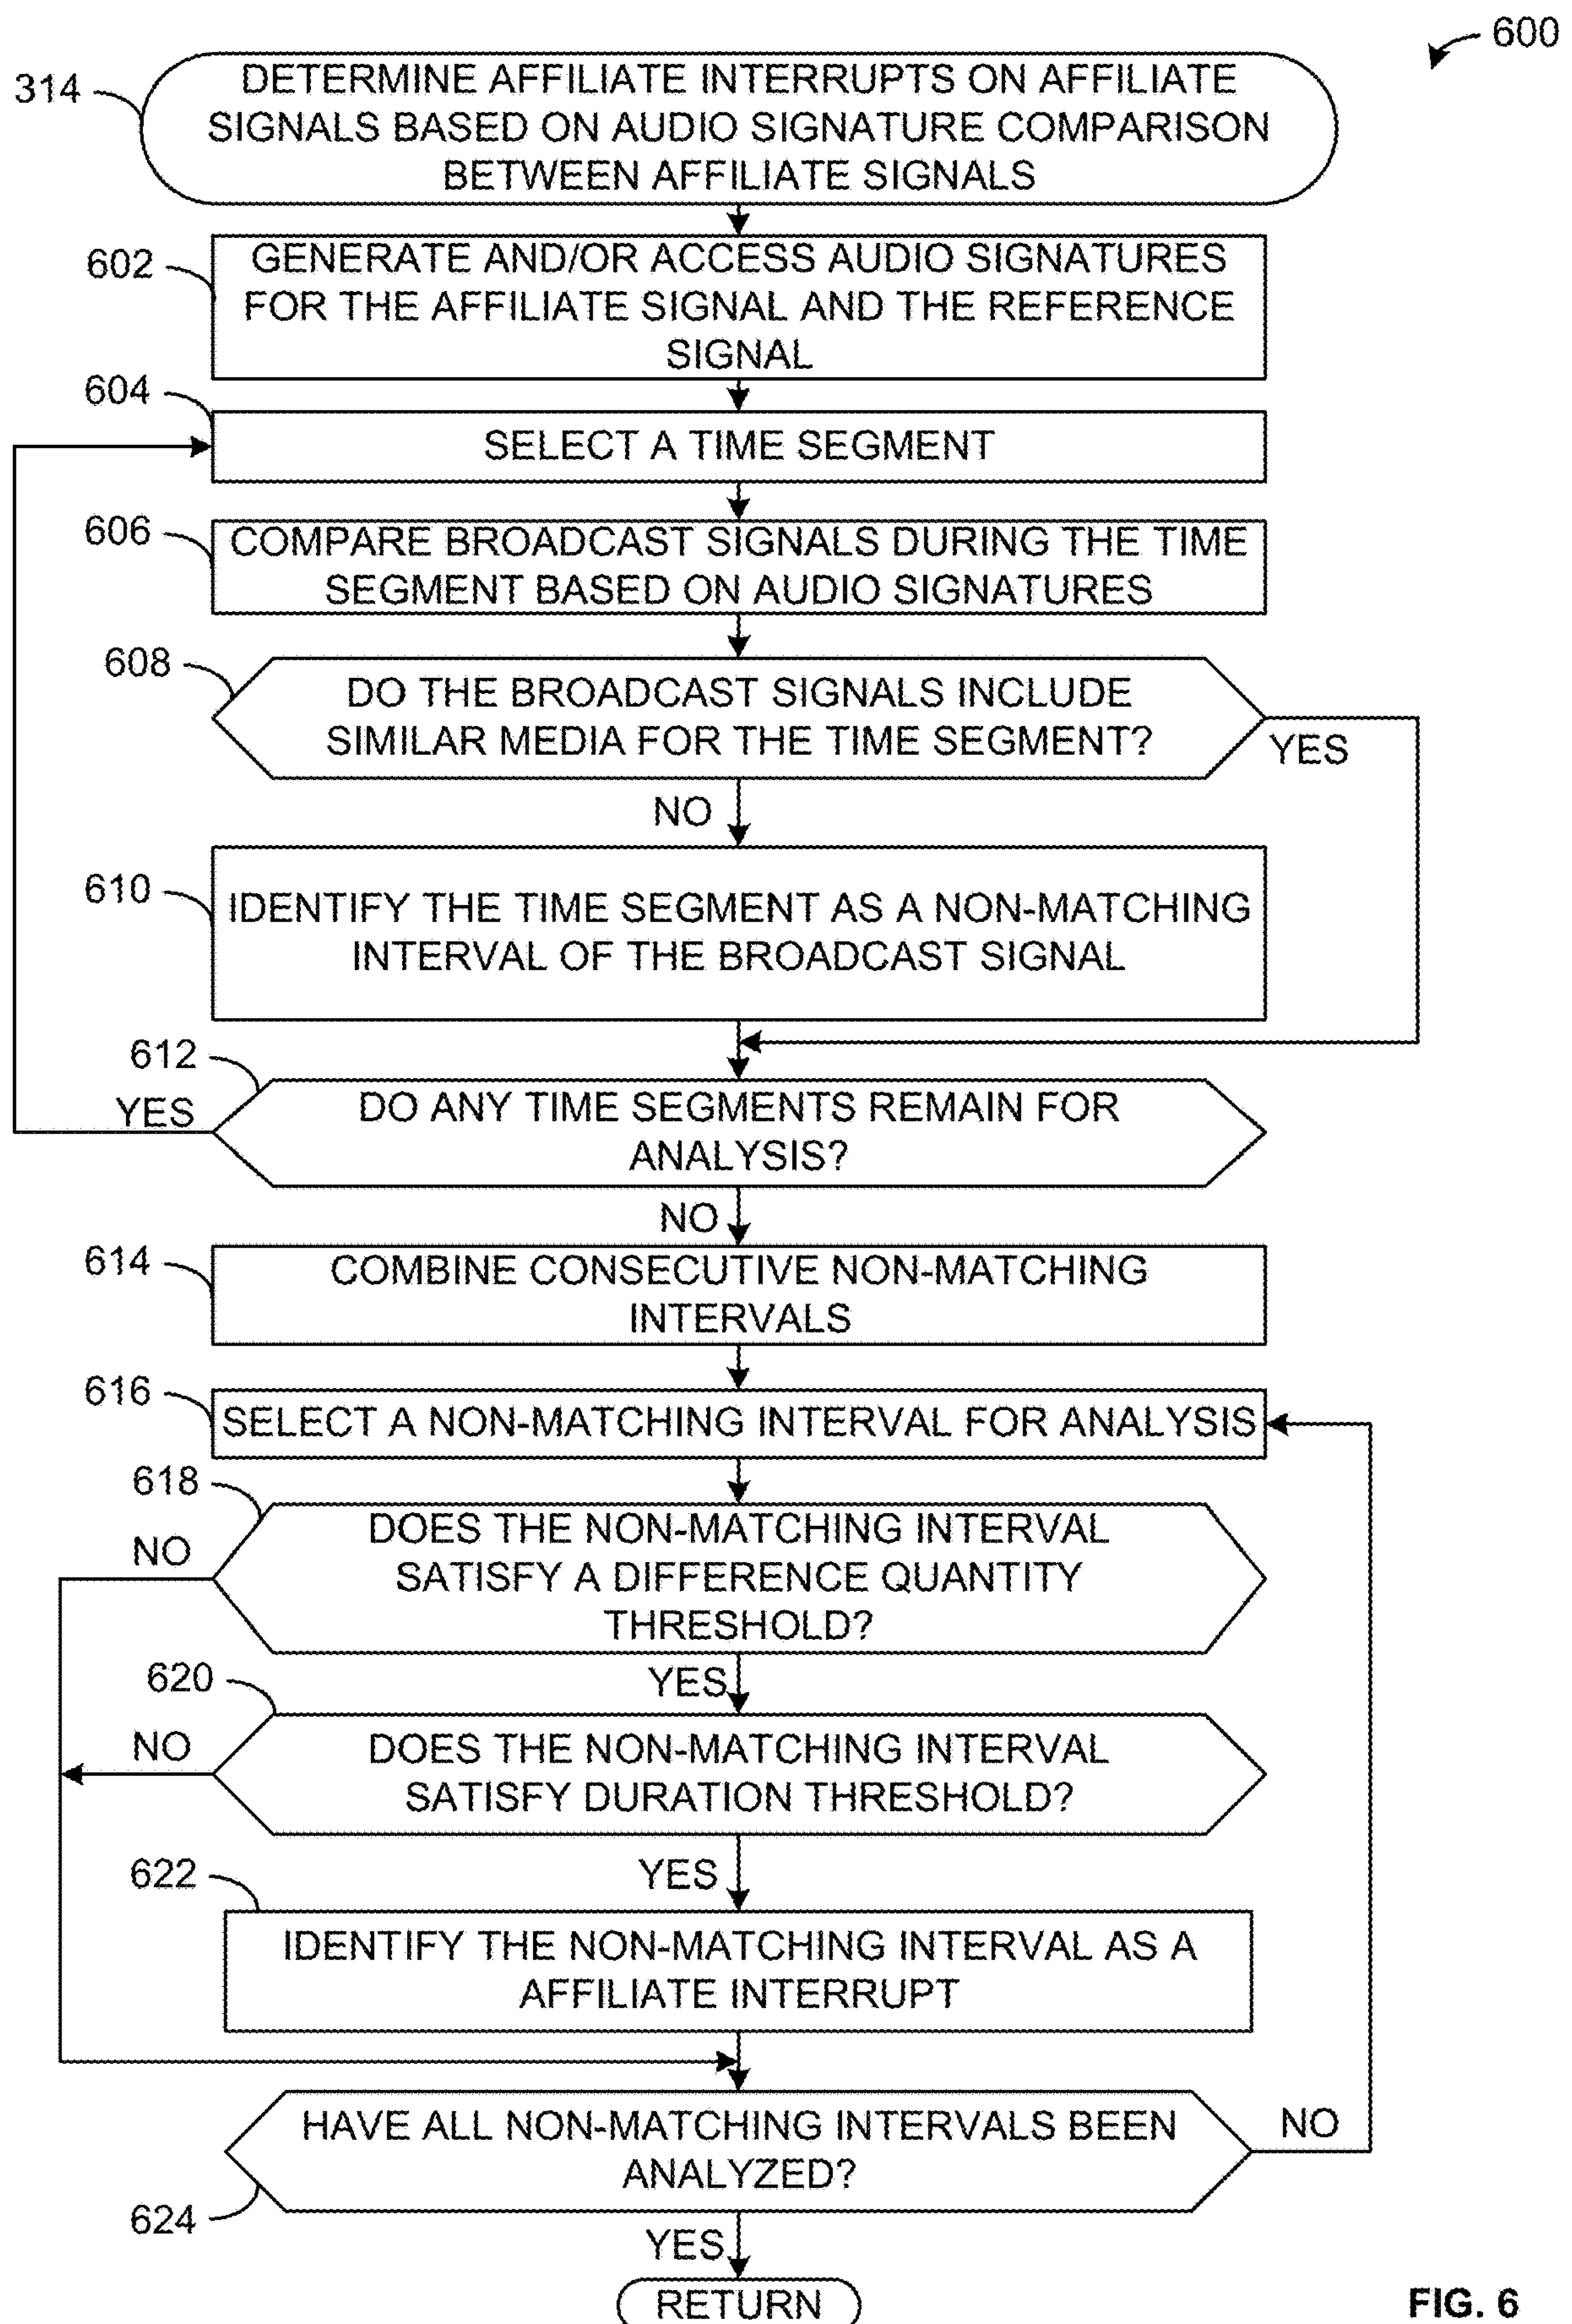 600
314
DETERMINE AFFILIATE INTERRUPTS ON AFFILIATE
SIGNALS BASED ON AUDIO SIGNATURE COMPARISON
BETWEEN AFFILIATE SIGNALS
602
GENERATE AND/OR ACCESS AUDIO SIGNATURES
FOR THE AFFILIATE SIGNAL AND THE REFERENCE
SIGNAL
604
SELECT A TIME SEGMENT
606
COMPARE BROADCAST SIGNALS DURING THE TIME
SEGMENT BASED ON AUDIO SIGNATURES
608
DO THE BROADCAST SIGNALS INCLUDE
SIMILAR MEDIA FOR THE TIME SEGMENT?
YES
NO
610
IDENTIFY THE TIME SEGMENT AS A NON-MATCHING
INTERVAL OF THE BROADCAST SIGNAL
612
YES
DO ANY TIME SEGMENTS REMAIN FOR
ANALYSIS?
NO
614
COMBINE CONSECUTIVE NON-MATCHING
INTERVALS
616
SELECT A NON-MATCHING INTERVAL FOR ANALYSIS
618
NO
DOES THE NON-MATCHING INTERVAL
SATISFY A DIFFERENCE QUANTITY
THRESHOLD?
YES
620
NO
DOES THE NON-MATCHING INTERVAL
SATISFY DURATION THRESHOLD?
YES
622
IDENTIFY THE NON-MATCHING INTERVAL AS A
AFFILIATE INTERRUPT
HAVE ALL NON-MATCHING INTERVALS BEEN
ANALYZED?
NO
624
YES
RETURN
FIG. 6